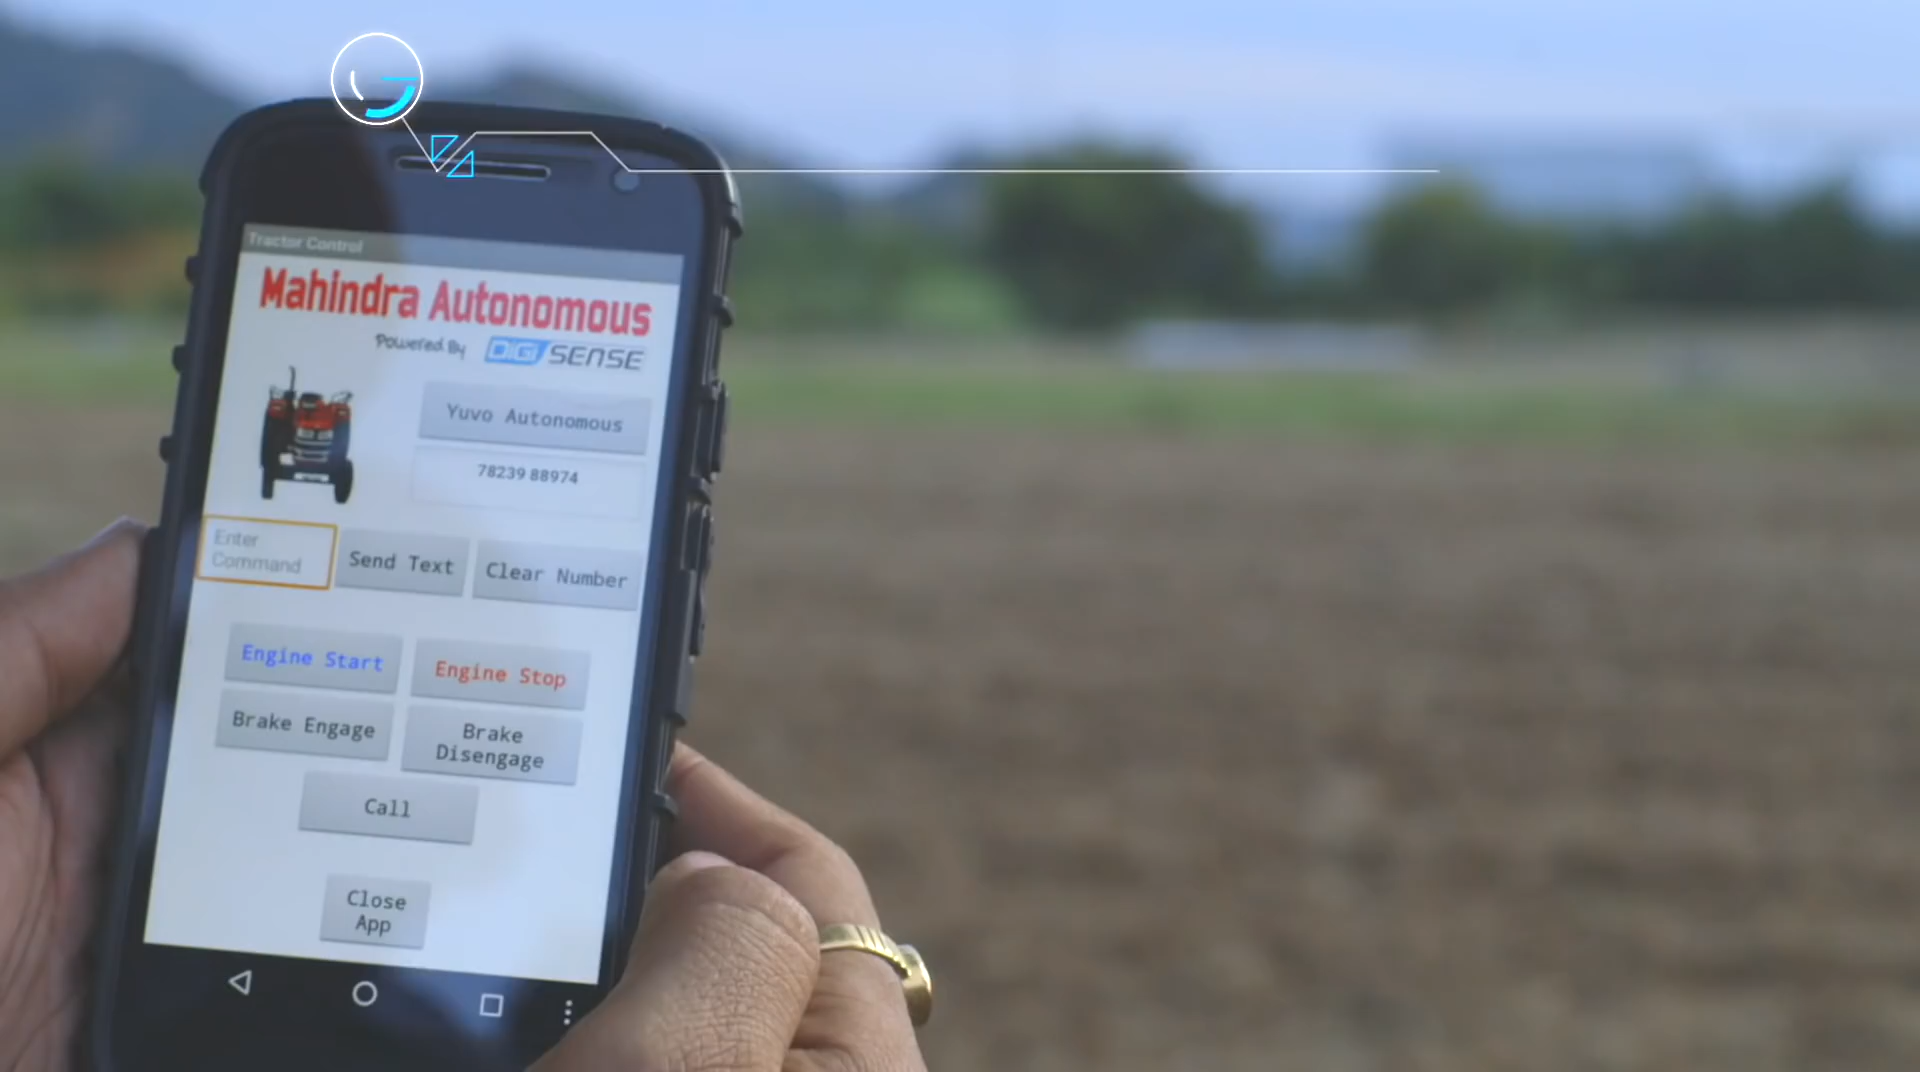 Tractor Control
Mahindra Autonomous
Powered By DiGi SENSE
Yuvo Autonomous
78239 88974
Enter
Command
Send Text
Clear Number
Engine Start
Engine Stop
Brake Engage
Brake
Disengage
Call
Close
App